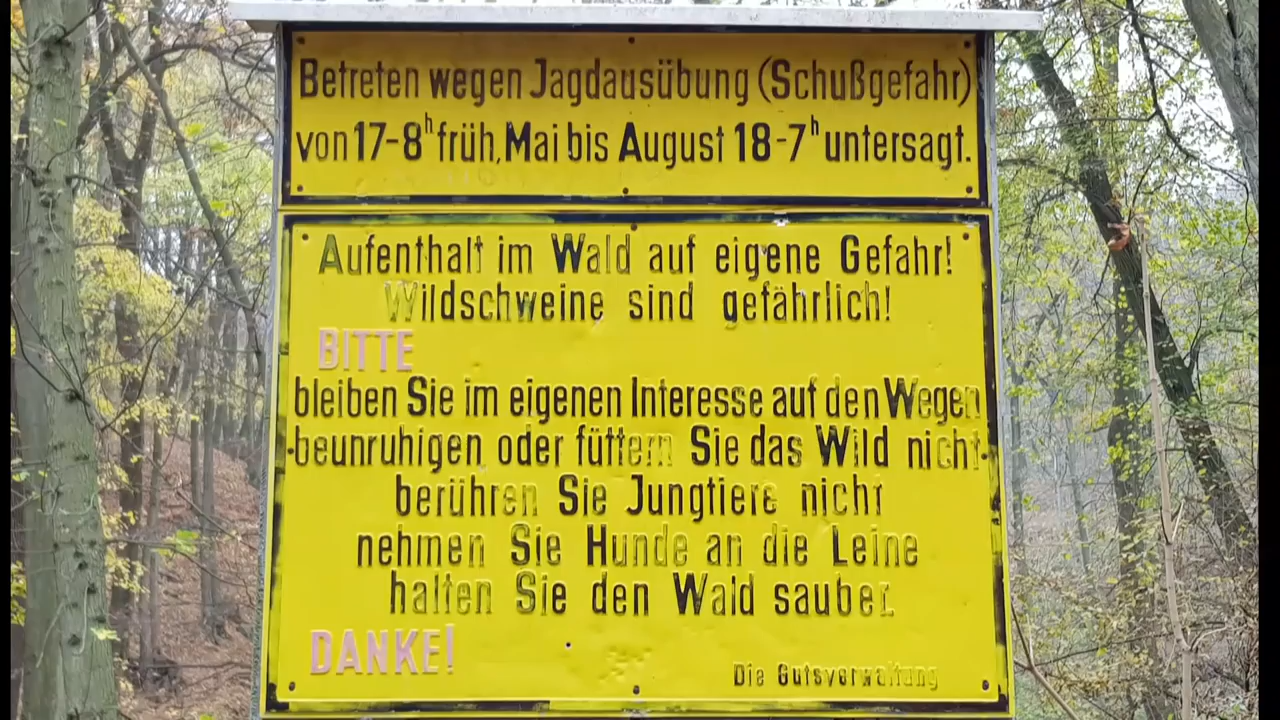 Betreten wegen Jagdausübung (Schußgefahr)
von 17-8h früh, Mai bis August 18-7h untersagt.
Aufenthalt im Wald auf eigene Gefahr!
Wildschweine sind gefährlich!
BITTE
bleiben Sie im eigenen Interesse auf den Wegen
beunruhigen oder füttern Sie das Wild nicht
berühren Sie Jungtiere nicht
nehmen Sie Hunde an die Leine
halten Sie den Wald sauber.
DANKE!
Die Gutsverwaltung